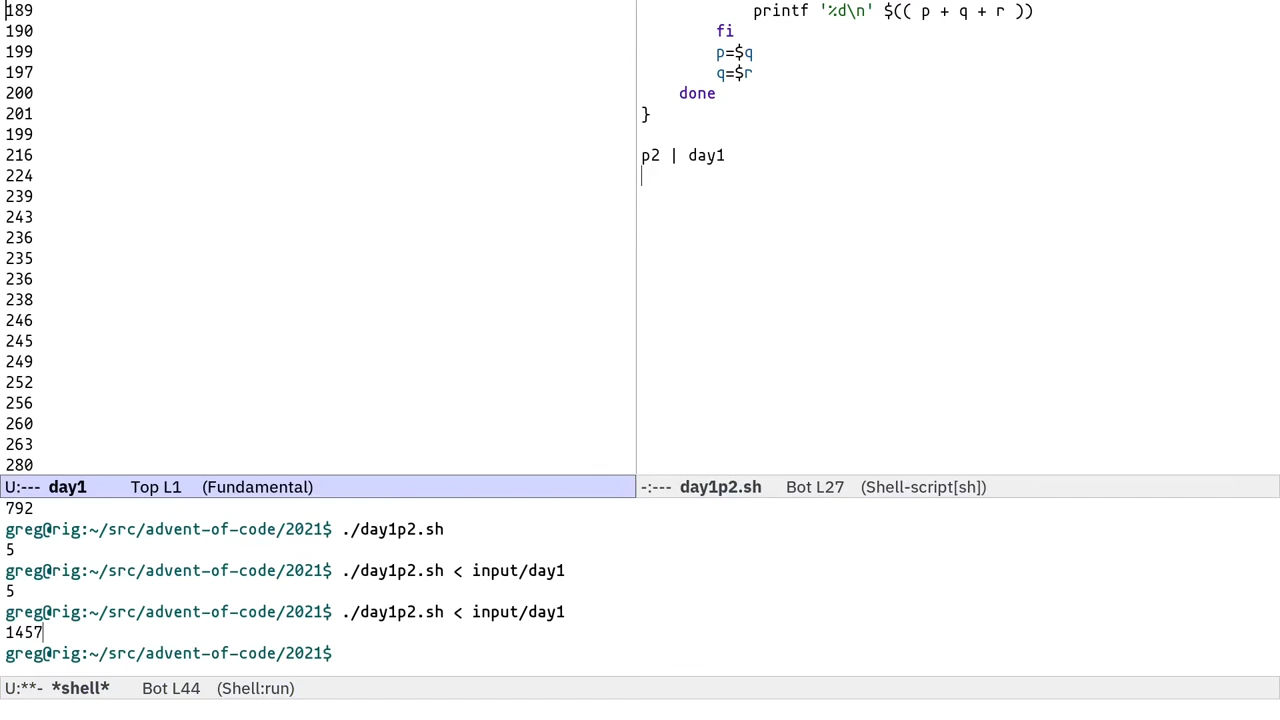 189
190
199
197
200
201
199
216
224
239
243
236
235
236
238
246
245
249
252
256
260
263
280
U:--- day1 Top L1 (Fundamental)
printf '%d\n' $(( p + q + r ))
fi
p=$q
q=$r
done
}
p2 | day1
-:--- day1p2.sh Bot L27 (Shell-script[sh])
792
greg@rig:~/src/advent-of-code/2021$ ./day1p2.sh
5
greg@rig:~/src/advent-of-code/2021$ ./day1p2.sh < input/day1
5
greg@rig:~/src/advent-of-code/2021$ ./day1p2.sh < input/day1
1457
greg@rig:~/src/advent-of-code/2021$
U:**- *shell* Bot L44 (Shell:run)